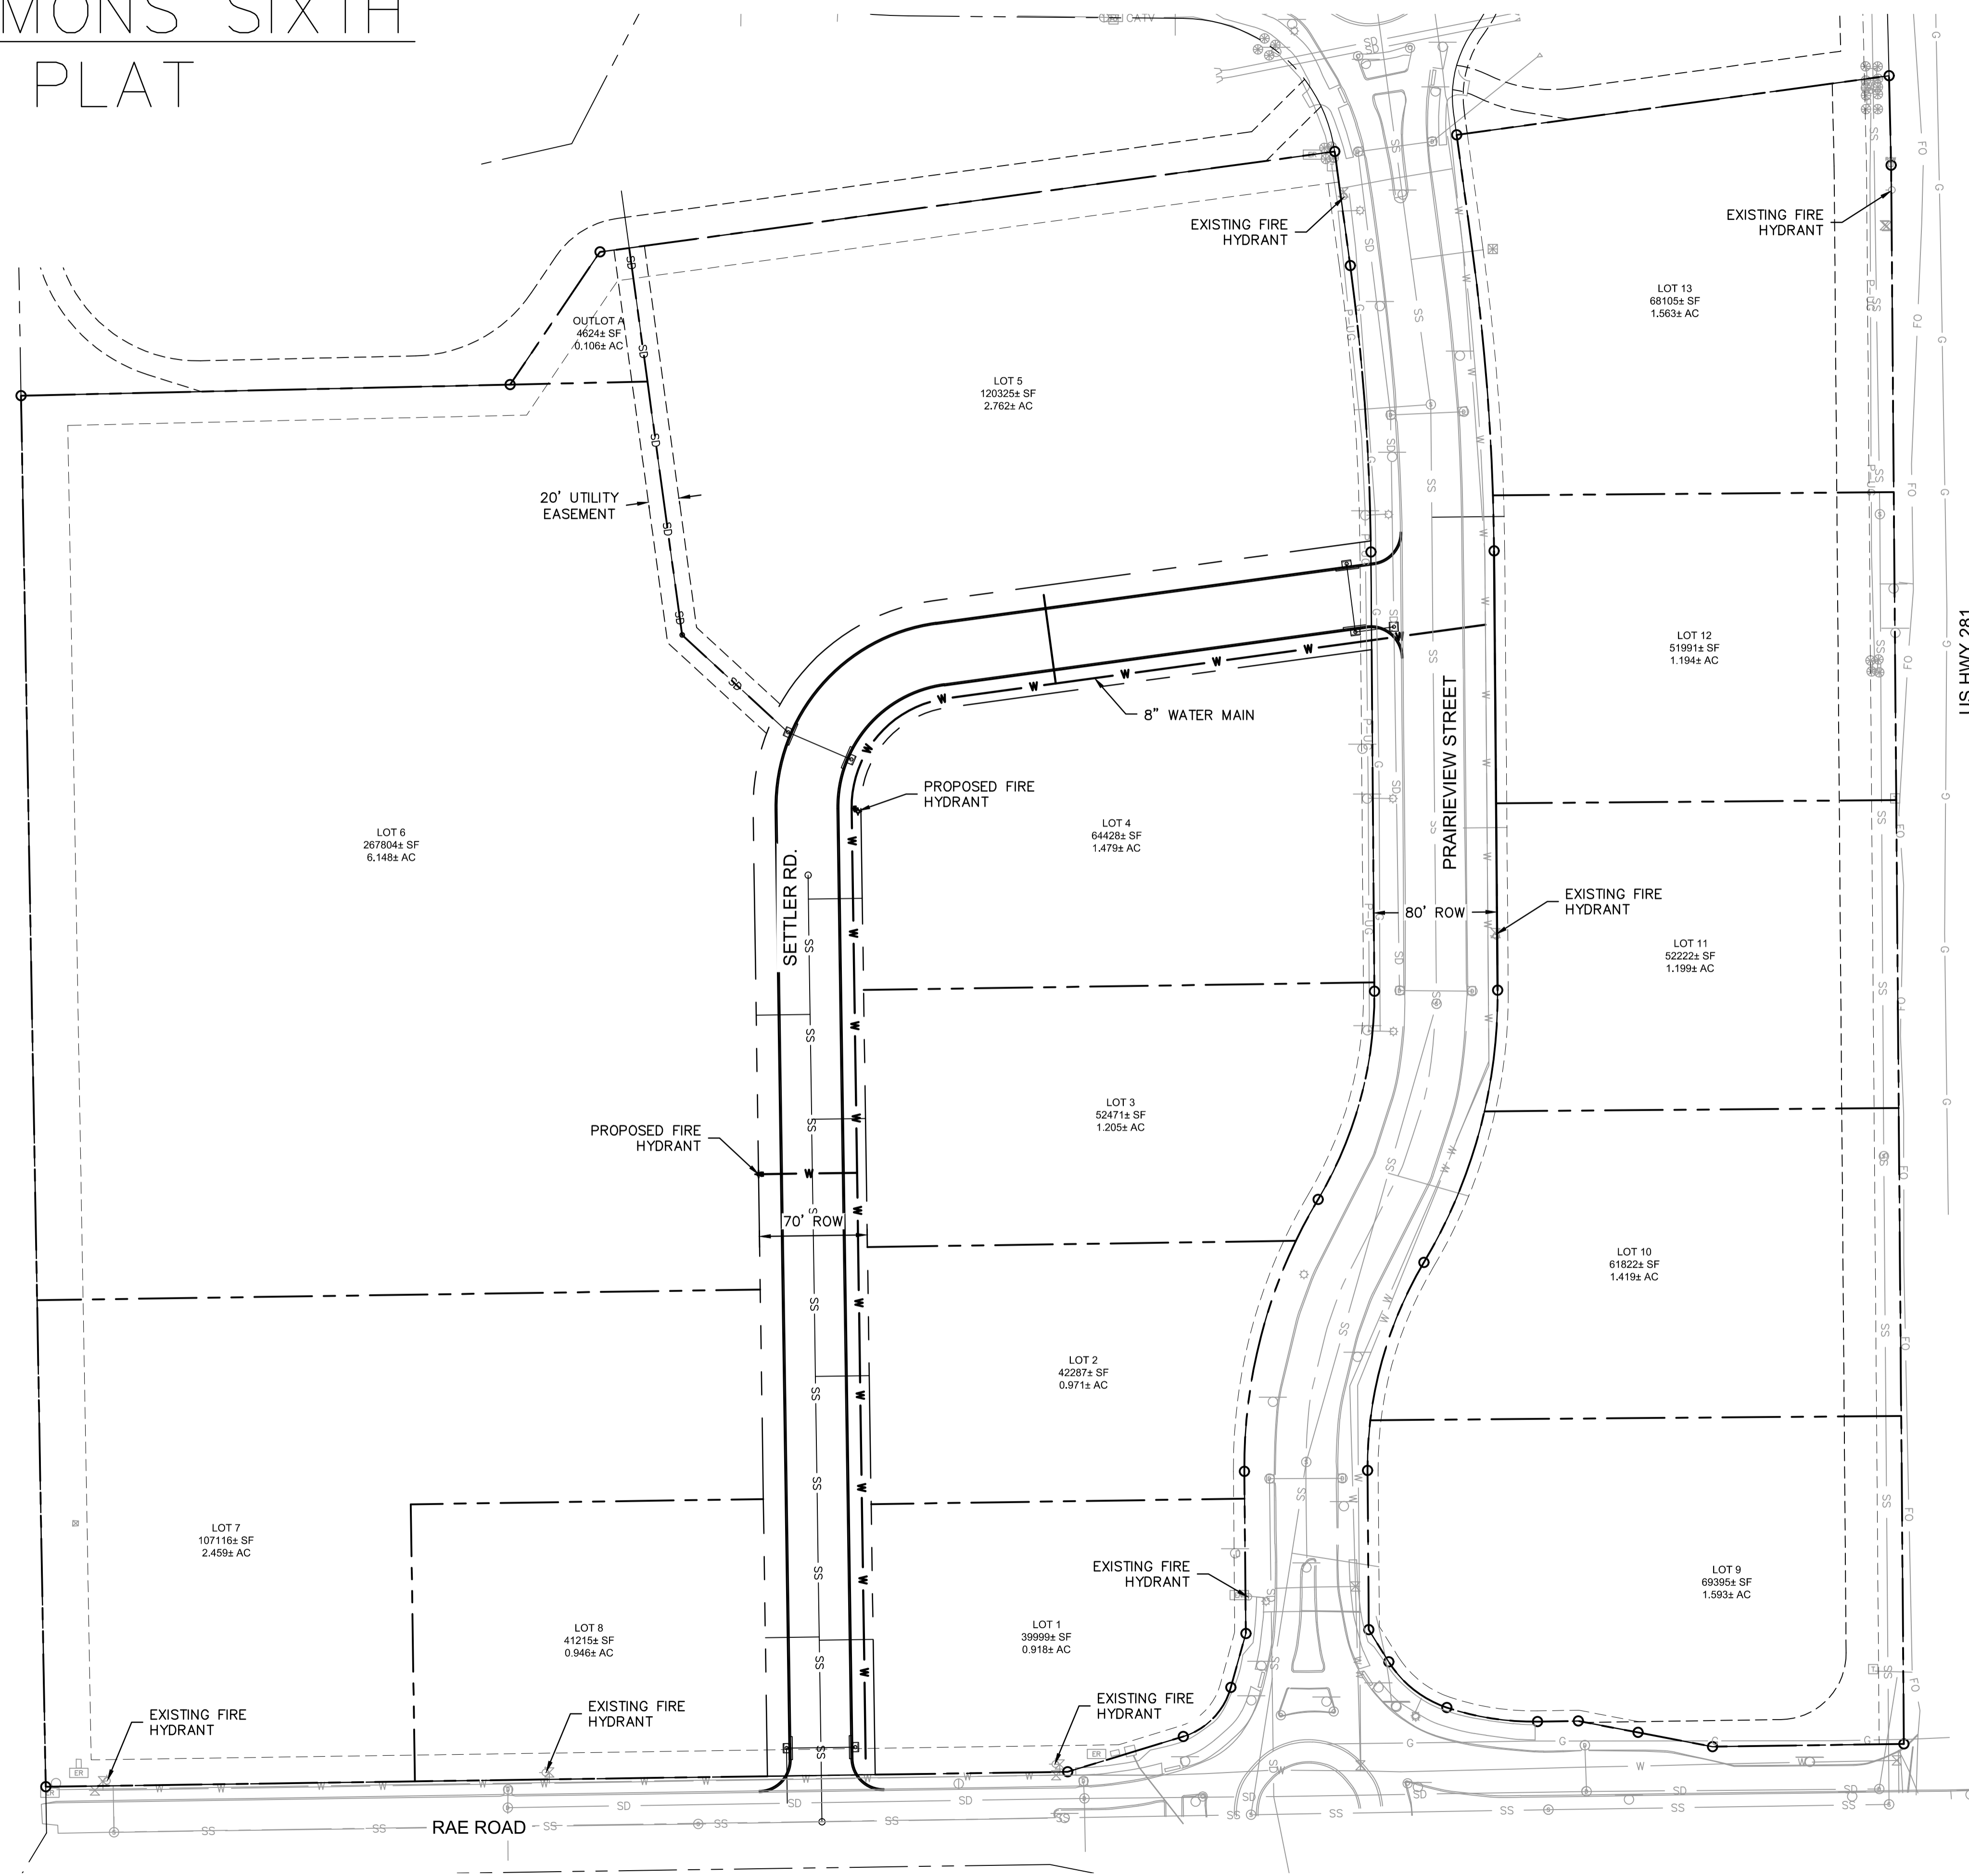 MONS SIXTH
PLAT
CATV
EXISTING FIRE
HYDRANT
EXISTING FIRE
HYDRANT
OUTLOT A
4624± SF
0.106± AC
LOT 13
68105± SF
1.563± AC
LOT 5
120325± SF
2.762± AC
20' UTILITY
EASEMENT
LOT 12
51991± SF
1.194± AC
US HWY 281
8" WATER MAIN
PRAIRIEVIEW STREET
PROPOSED FIRE
HYDRANT
LOT 6
267804± SF
6.148± AC
LOT 4
64428± SF
1.479± AC
SETTLER RD.
80' ROW
EXISTING FIRE
HYDRANT
LOT 11
52222± SF
1.199± AC
LOT 3
52471± SF
1.205± AC
PROPOSED FIRE
HYDRANT
70' ROW
LOT 10
61822± SF
1.419± AC
LOT 2
42287± SF
0.971± AC
LOT 7
107116± SF
2.459± AC
EXISTING FIRE
HYDRANT
LOT 9
69395± SF
1.593± AC
LOT 8
41215± SF
0.946± AC
LOT 1
39999± SF
0.918± AC
EXISTING FIRE
HYDRANT
EXISTING FIRE
HYDRANT
EXISTING FIRE
HYDRANT
ER
ER
RAE ROAD